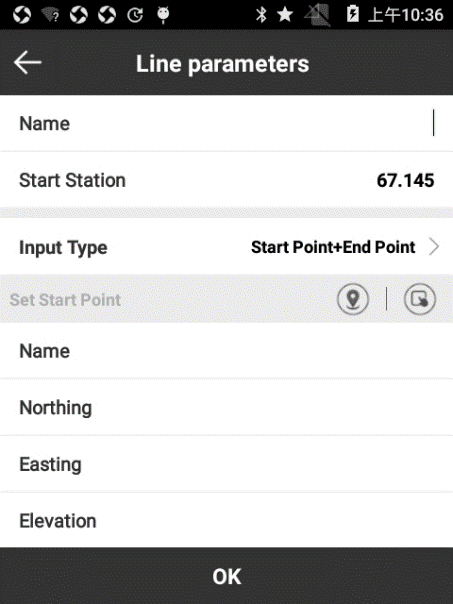 上午10:36
Line parameters
Name
Start Station 67.145
Input Type Start Point+End Point
Set Start Point
Name
Northing
Easting
Elevation
OK